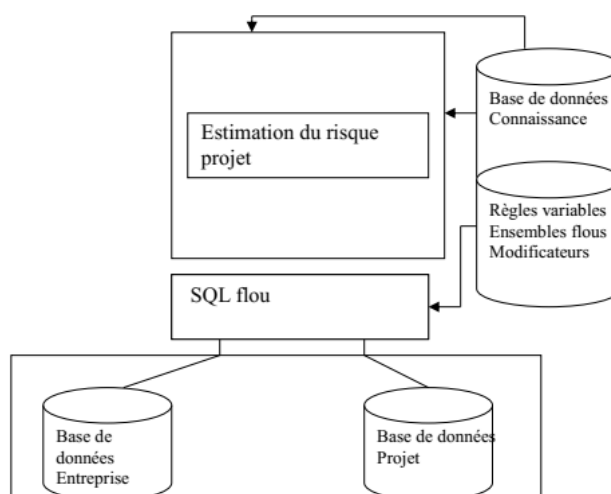 Base de données
Connaissance
Estimation du risque
projet
Règles variables
Ensembles flous
Modificateurs
SQL flou
Base de
données
Entreprise
Base de données
Projet